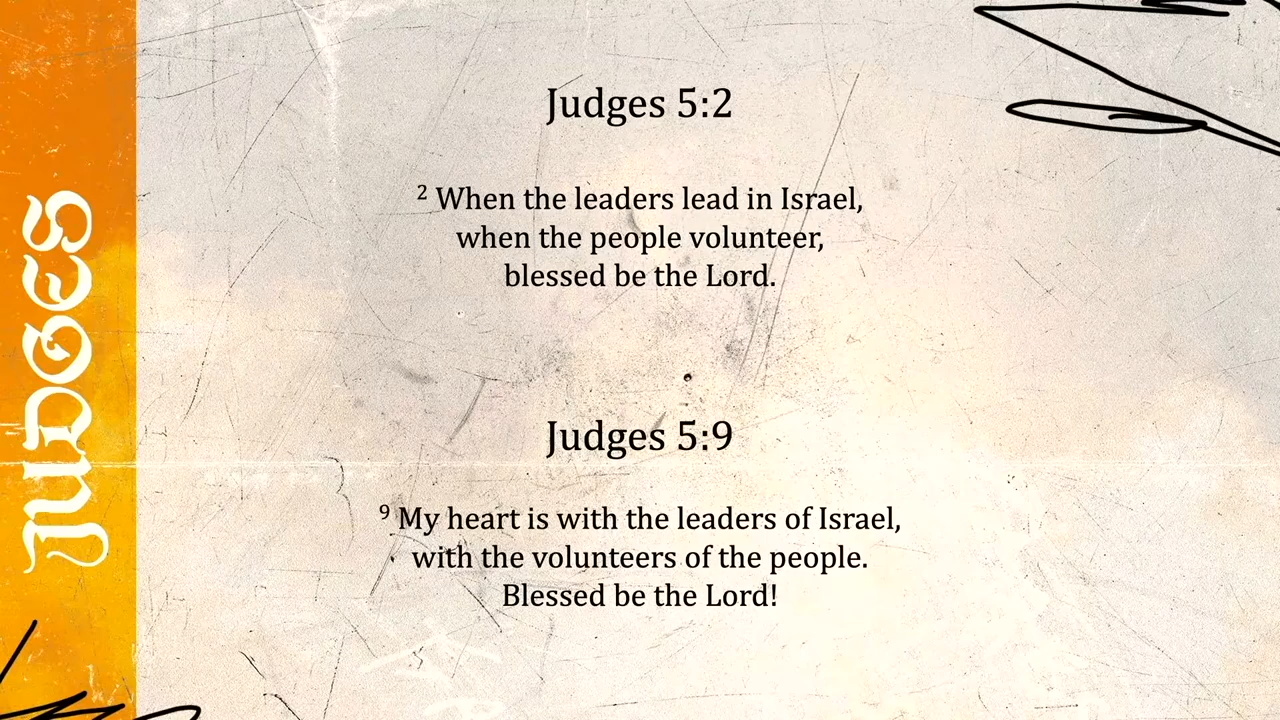 JUDGES
Judges 5:2
2 When the leaders lead in Israel,
when the people volunteer,
blessed be the Lord.
Judges 5:9
9 My heart is with the leaders of Israel,
with the volunteers of the people.
Blessed be the Lord!